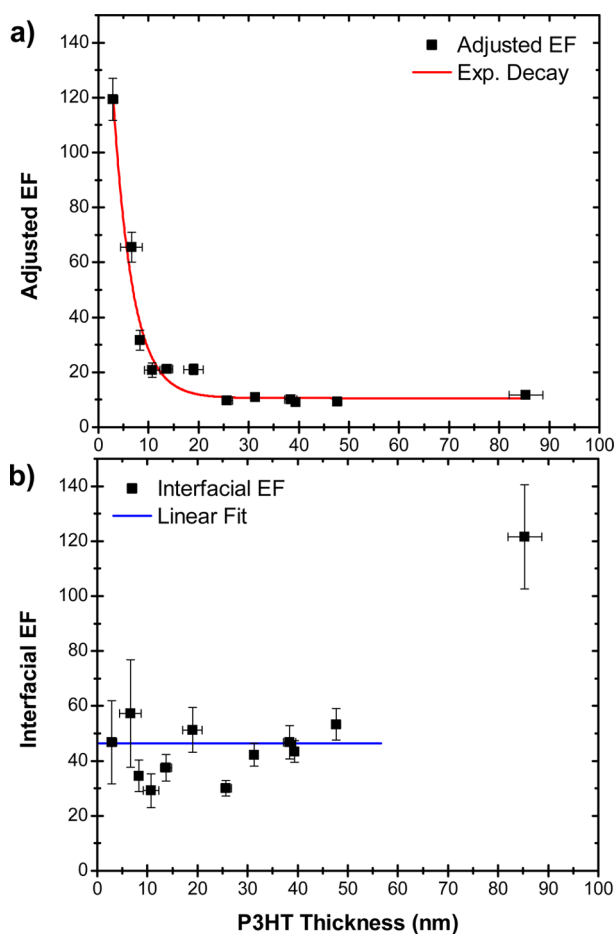 a)
140
120
100
80
60
40
20
0
Adjusted EF
Adjusted EF
Exp. Decay
0 10 20 30 40 50 60 70 80 90 100
b)
140
120
100
80
60
40
20
0
Interfacial EF
Interfacial EF
Linear Fit
0 10 20 30 40 50 60 70 80 90 100
P3HT Thickness (nm)